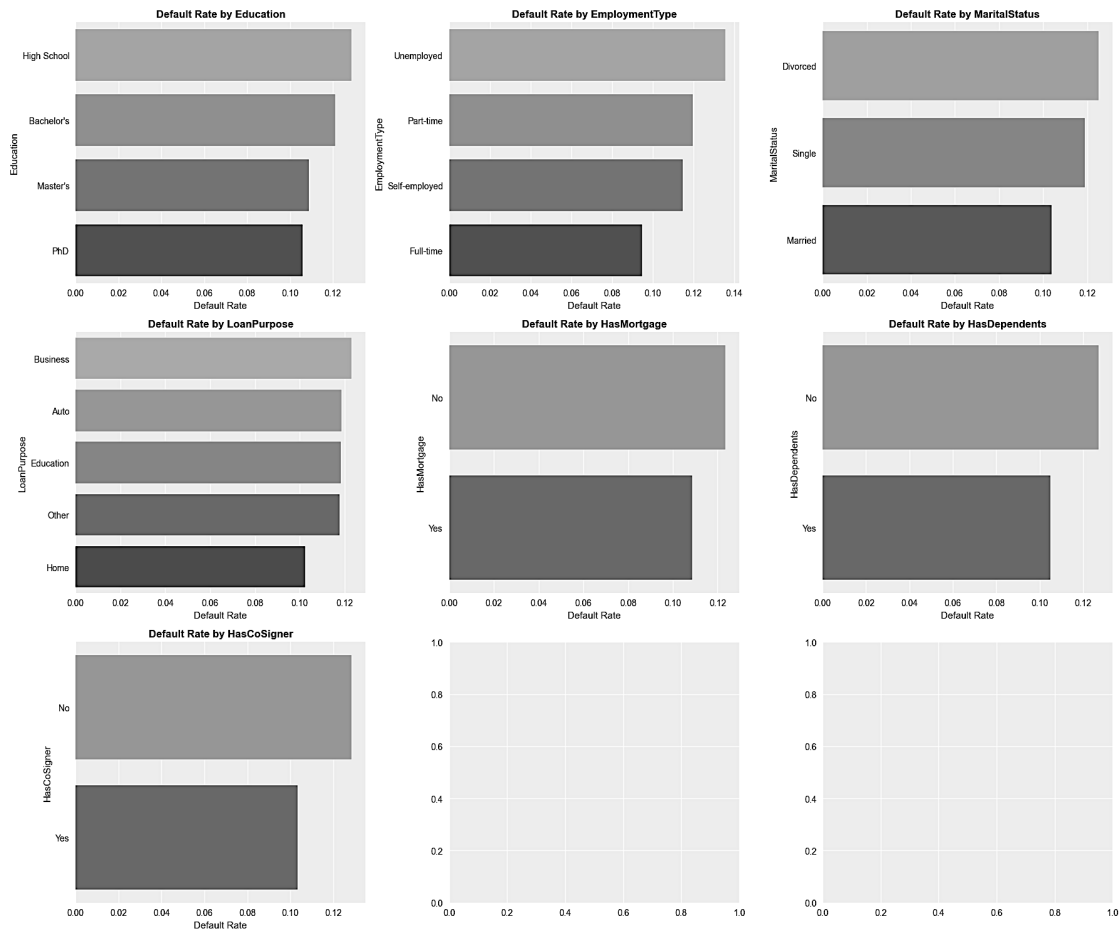 Default Rate by Education
Education
High School
Bachelor's
Master's
PhD
0.00 0.02 0.04 0.06 0.08 0.10 0.12
Default Rate
Default Rate by EmploymentType
EmploymentType
Unemployed
Part-time
Self-employed
Full-time
0.00 0.02 0.04 0.06 0.08 0.10 0.12 0.14
Default Rate
Default Rate by MaritalStatus
MaritalStatus
Divorced
Single
Married
0.00 0.02 0.04 0.06 0.08 0.10 0.12
Default Rate
Default Rate by LoanPurpose
LoanPurpose
Business
Auto
Education
Other
Home
0.00 0.02 0.04 0.06 0.08 0.10 0.12
Default Rate
Default Rate by HasMortgage
HasMortgage
No
Yes
0.00 0.02 0.04 0.06 0.08 0.10 0.12
Default Rate
Default Rate by HasDependents
HasDependents
No
Yes
0.00 0.02 0.04 0.06 0.08 0.10 0.12
Default Rate
Default Rate by HasCoSigner
HasCoSigner
No
Yes
0.00 0.02 0.04 0.06 0.08 0.10 0.12
Default Rate
1.0
0.8
0.6
0.4
0.2
0.0
0.0 0.2 0.4 0.6 0.8 1.0
1.0
0.8
0.6
0.4
0.2
0.0
0.0 0.2 0.4 0.6 0.8 1.0